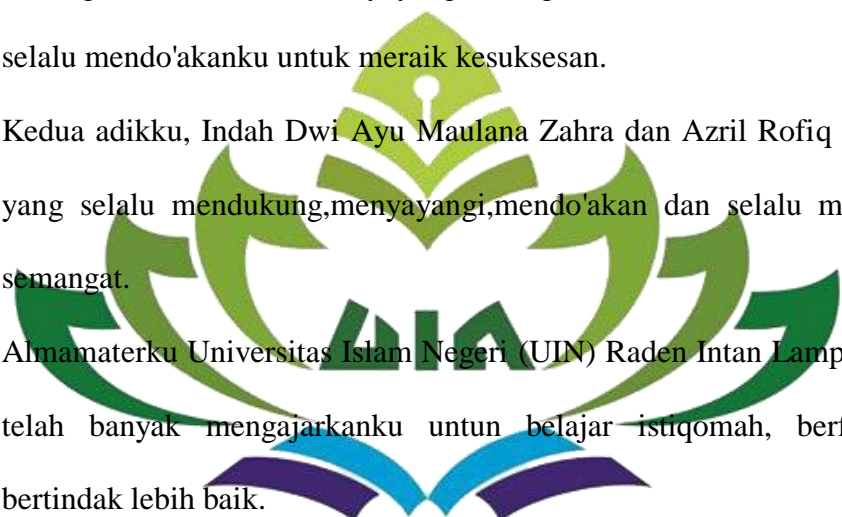 selalu mendo'akanku untuk meraik kesuksesan.
Kedua adikku, Indah Dwi Ayu Maulana Zahra dan Azril Rofiq
yang selalu mendukung,menyayangi,mendo'akan dan selalu m
semangat.
UIN
Almamaterku Universitas Islam Negeri (UIN) Raden Intan Lamp
telah banyak mengajarkanku untun belajar istiqomah, berf
bertindak lebih baik.